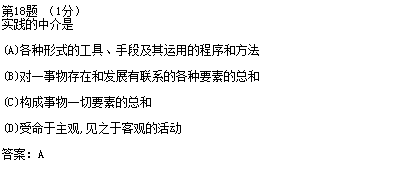 第18题 （1分）
实践的中介是
(A)各种形式的工具、手段及其运用的程序和方法
(B)对一事物存在和发展有联系的各种要素的总和
(C)构成事物一切要素的总和
(D)受命于主观,见之于客观的活动
答案: A